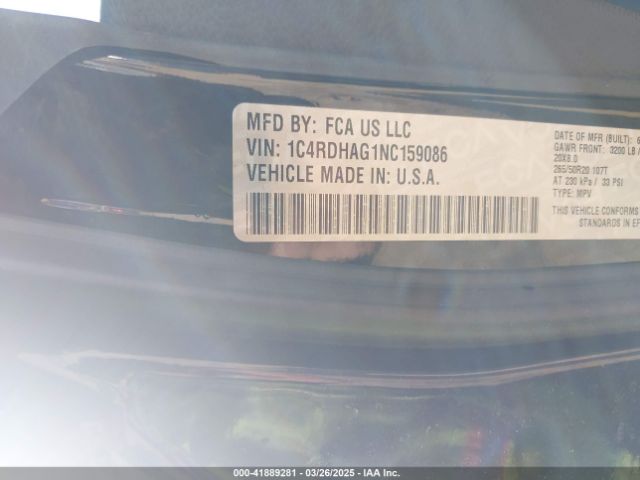 MFD BY: FCA US LLC
VIN: 1C4RDHAG1NC159086
VEHICLE MADE IN: U.S.A.
DATE OF MFR (BUILT): 6
GAWR FRONT: 3200 LB /
20X8.0
265/50R20 107T
AT 230 kPa / 33 PSI
TYPE: MPV
THIS VEHICLE CONFORMS
STANDARDS IN EF
000-41889281 | 03/26/2025 - IAA Inc.